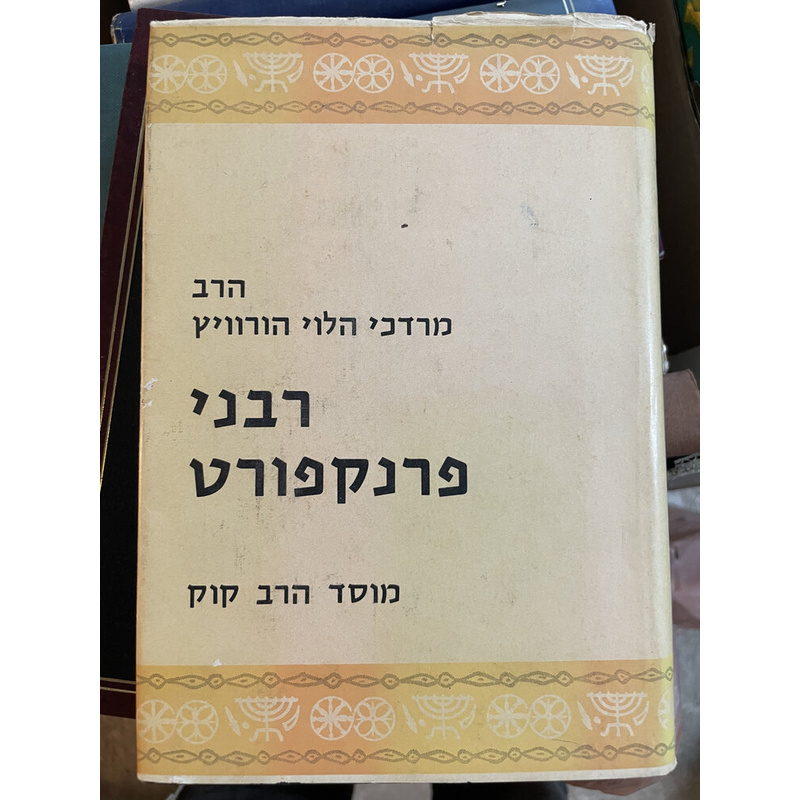 הרב
מרדכי הלוי הורוויץ
רבני
פרנקפורט
מוסד הרב קוק